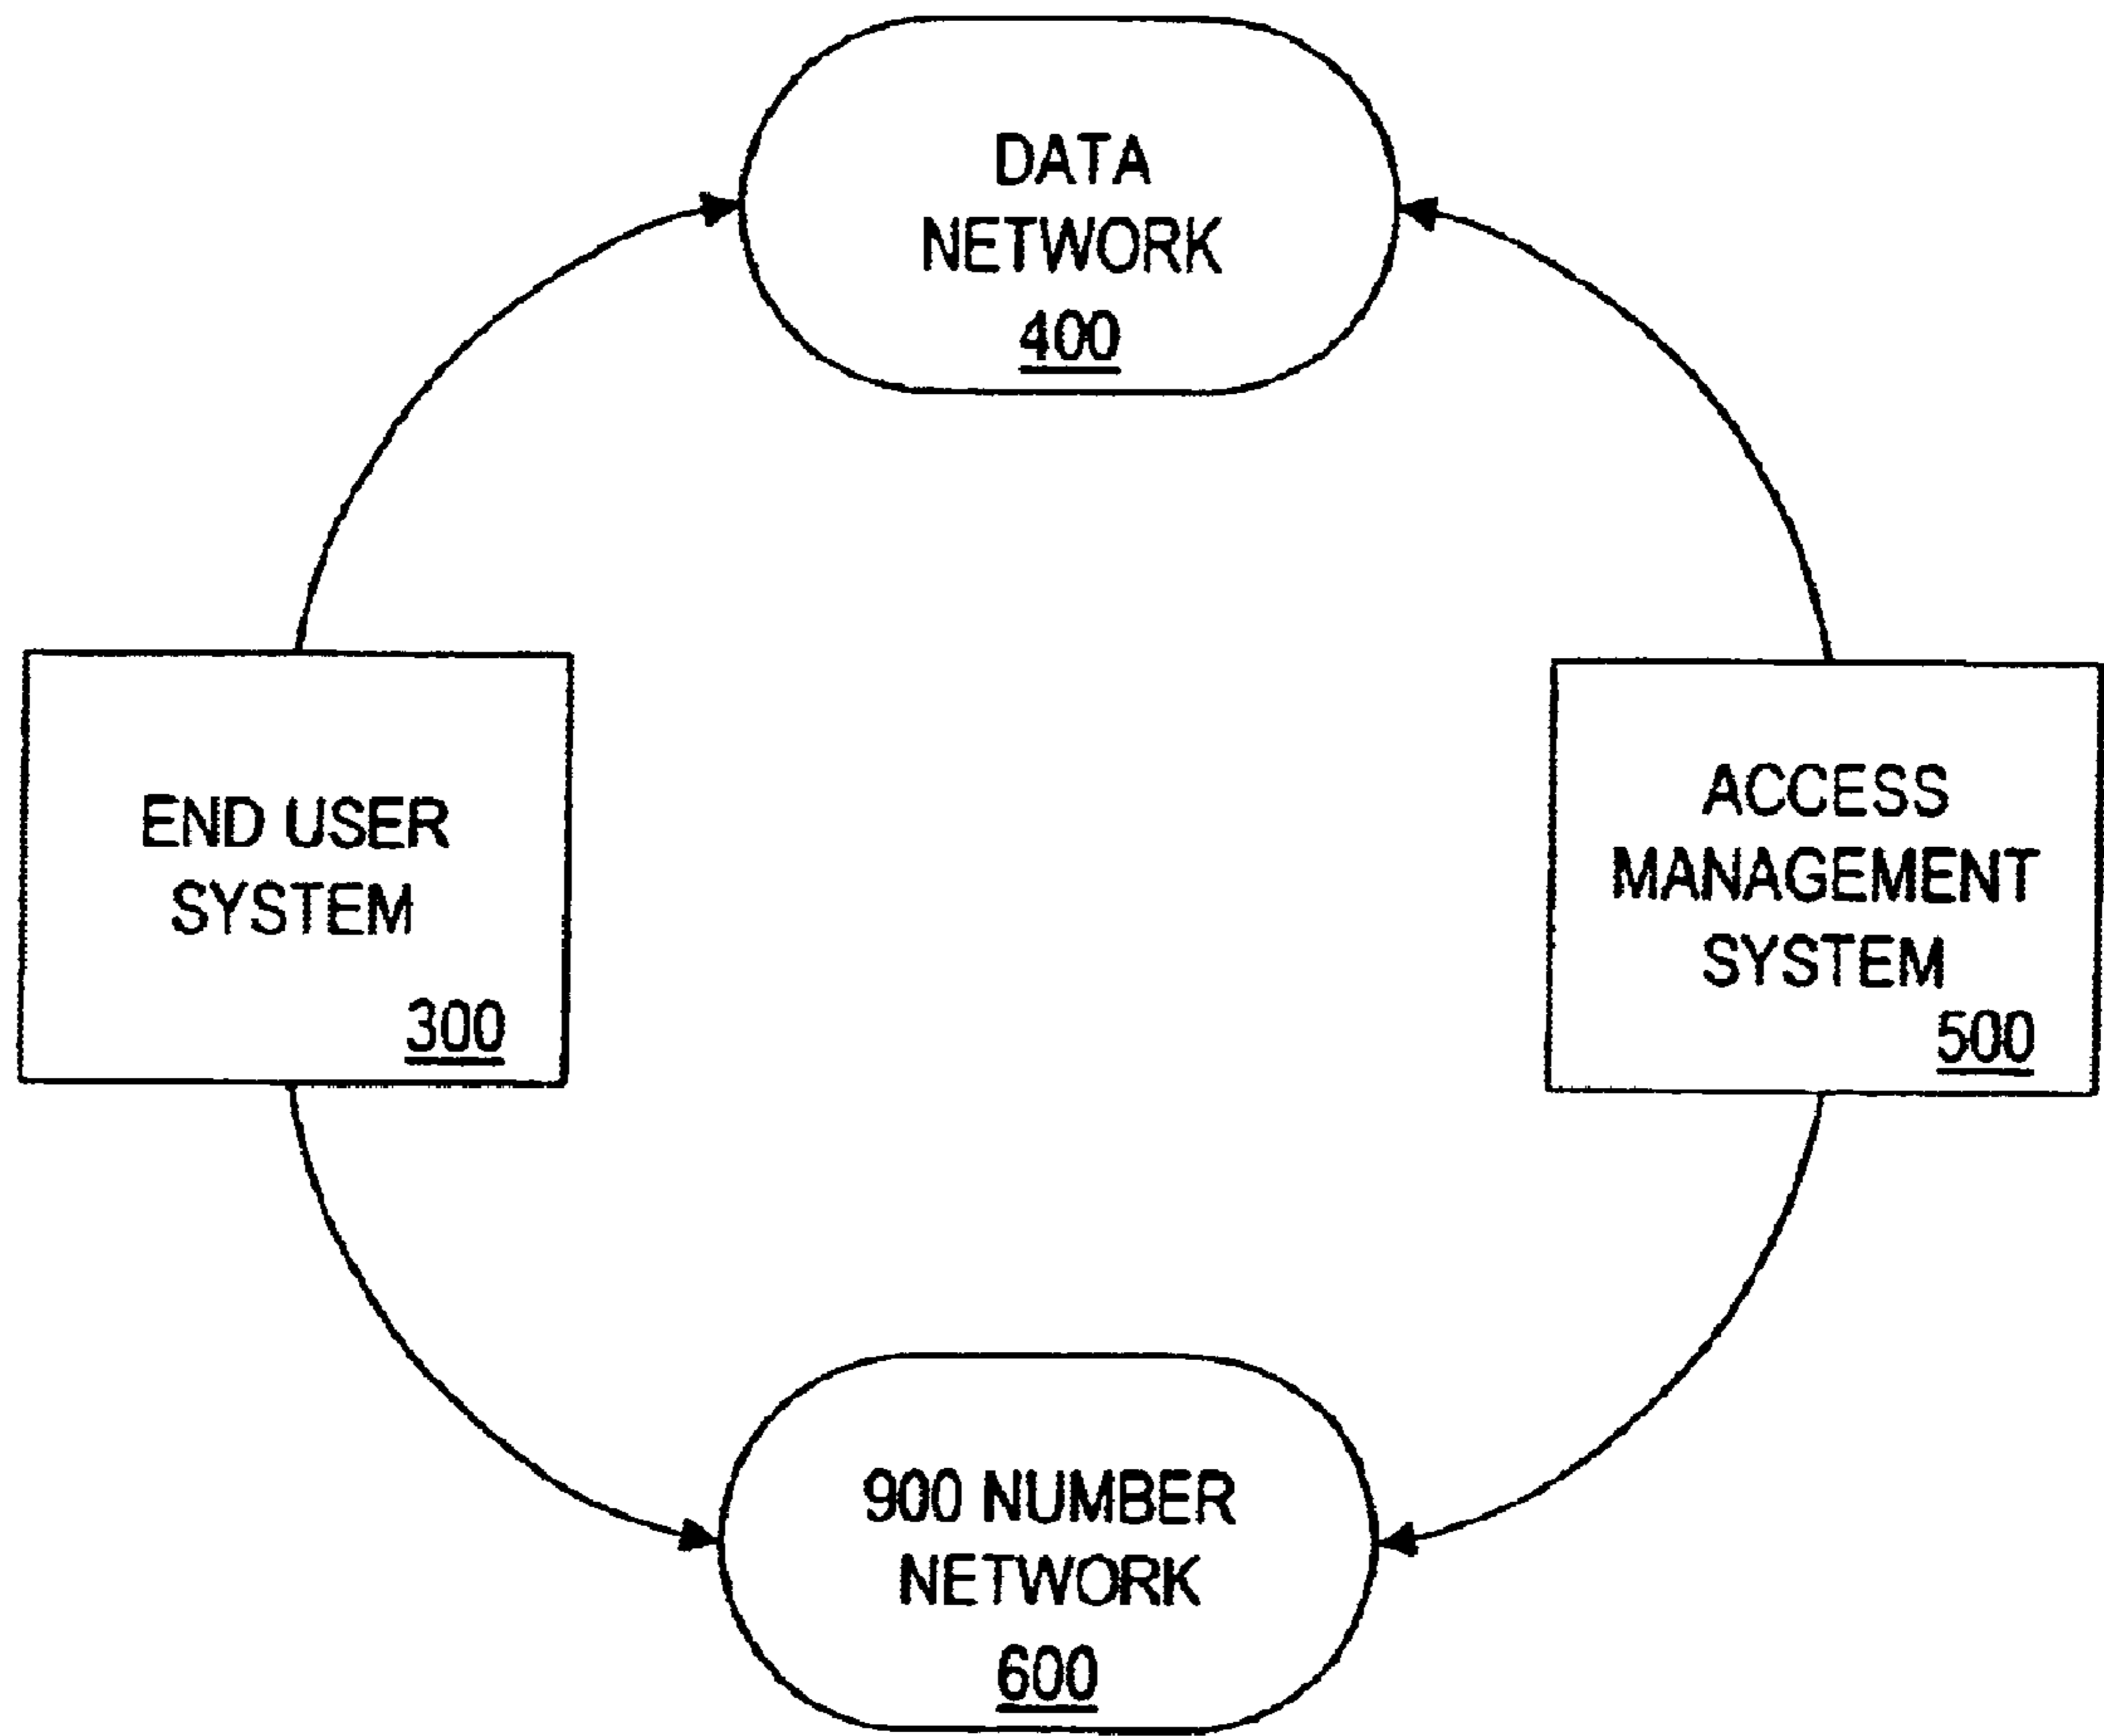 DATA
NETWORK
400
END USER
SYSTEM
300
ACCESS
MANAGEMENT
SYSTEM
500
900 NUMBER
NETWORK
600